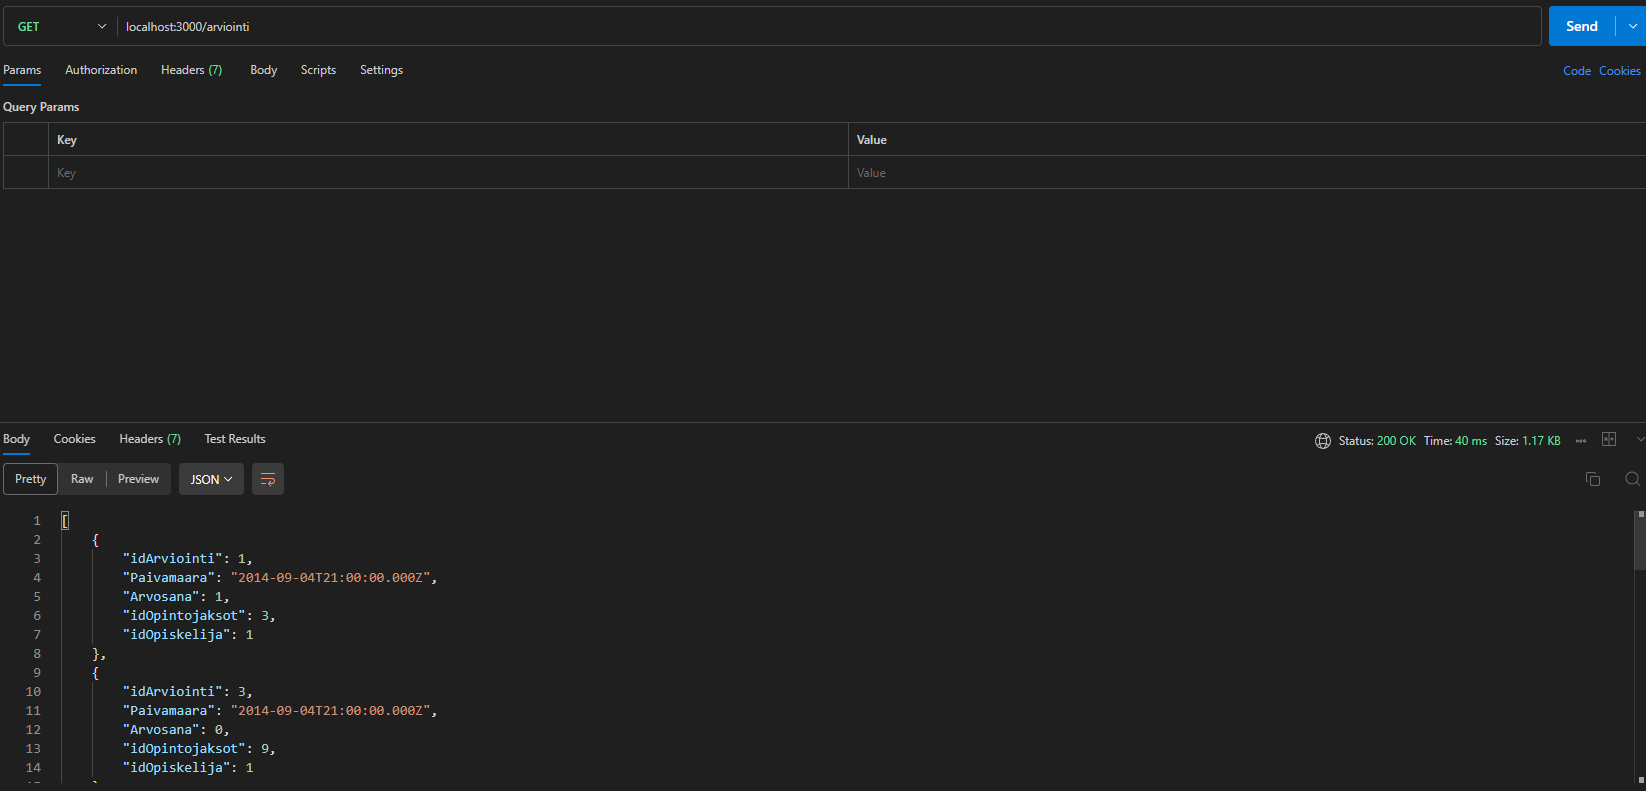 GET localhost:3000/arviointi Send
Params Authorization Headers (7) Body Scripts Settings Code Cookies
Query Params
Key Value
Key Value
Body Cookies Headers (7) Test Results Status: 200 OK Time: 40 ms Size: 1.17 KB
Pretty Raw Preview JSON
1 [
2 {
3 "idArviointi": 1,
4 "Paivamaara": "2014-09-04T21:00:00.000Z",
5 "Arvosana": 1,
6 "idOpintojaksot": 3,
7 "idOpiskelija": 1
8 },
9 {
10 "idArviointi": 3,
11 "Paivamaara": "2014-09-04T21:00:00.000Z",
12 "Arvosana": 0,
13 "idOpintojaksot": 9,
14 "idOpiskelija": 1